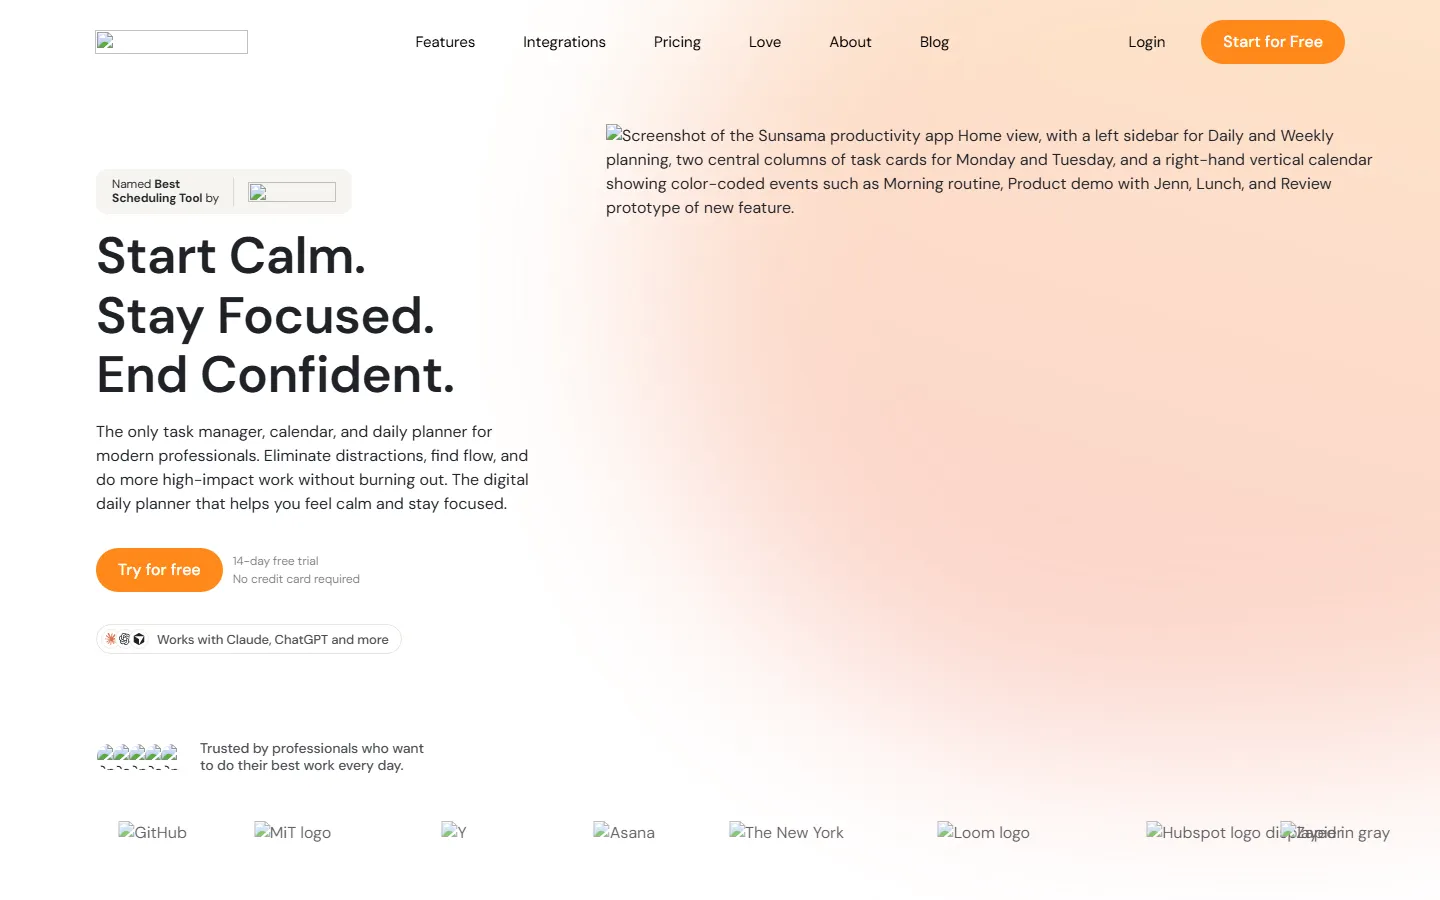 Features
Integrations
Pricing
Love
About
Blog
Login
Start for Free
Screenshot of the Sunsama productivity app Home view, with a left sidebar for Daily and Weekly
planning, two central columns of task cards for Monday and Tuesday, and a right-hand vertical calendar
showing color-coded events such as Morning routine, Product demo with Jenn, Lunch, and Review
prototype of new feature.
Named Best
Scheduling Tool by
Start Calm.
Stay Focused.
End Confident.
The only task manager, calendar, and daily planner for
modern professionals. Eliminate distractions, find flow, and
do more high-impact work without burning out. The digital
daily planner that helps you feel calm and stay focused.
Try for free
14-day free trial
No credit card required
Works with Claude, ChatGPT and more
Trusted by professionals who want
to do their best work every day.
GitHub
MiT logo
Y
Asana
The New York
Loom logo
Hubspot logo displayed in gray
Zapier